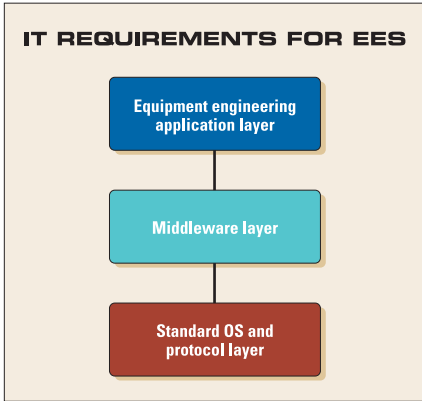 IT REQUIREMENTS FOR EES
Equipment engineering
application layer
Middleware layer
Standard OS and
protocol layer